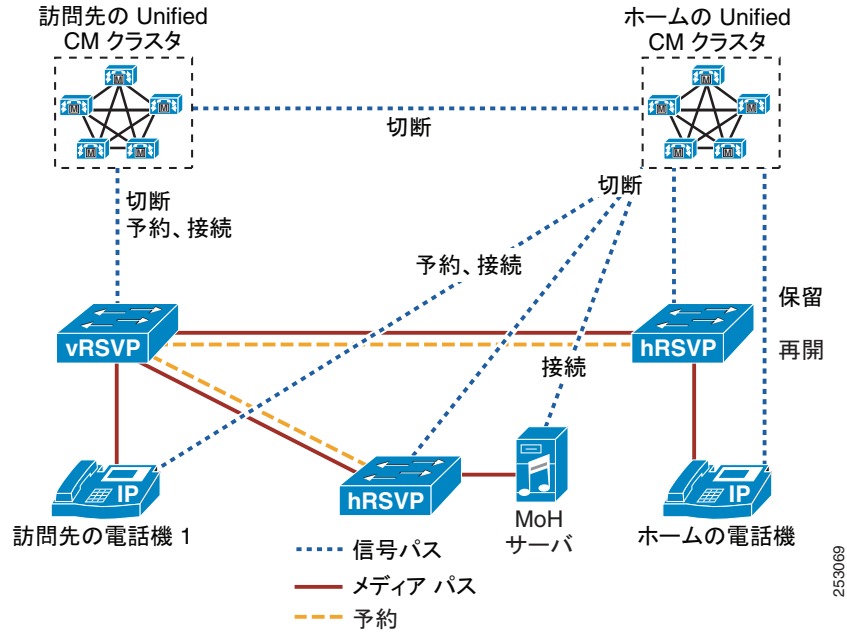 訪問先の Unified
CM クラスタ
ホームの Unified
CM クラスタ
M
M
M
M
M
M
M
M
M
M
切断
切断
予約、接続
切断
予約、接続
保留
再開
接続
vRSVP
hRSVP
hRSVP
IP
IP
訪問先の電話機 1
MoH
サーバ
ホームの電話機
信号パス
メディア パス
予約
253069